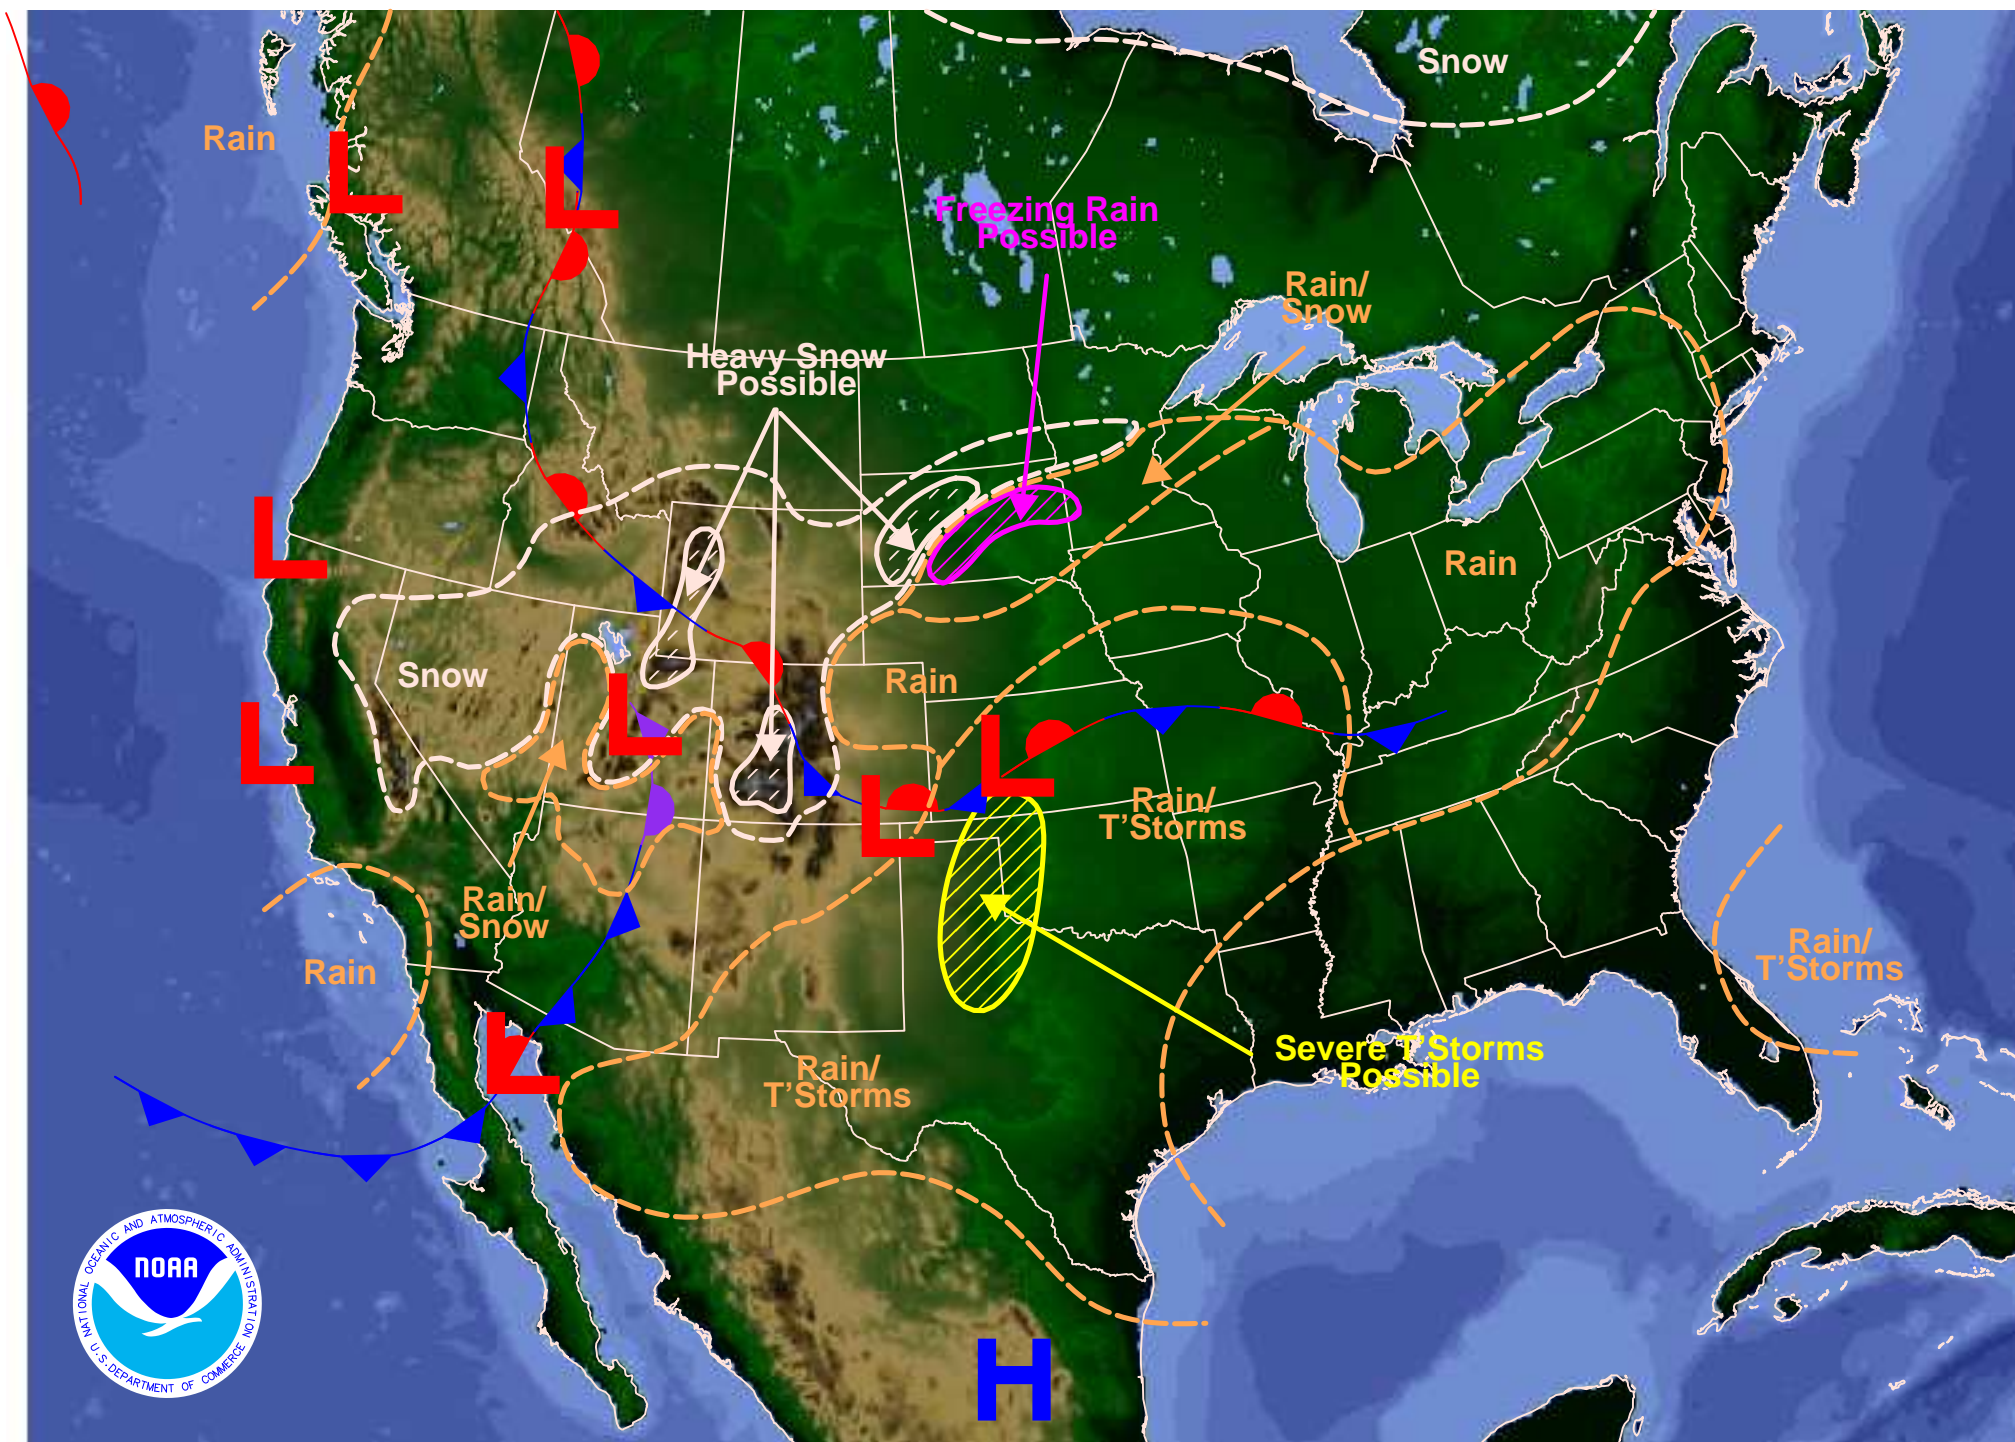 Snow
Rain
Freezing Rain
Possible
Rain/
Snow
Heavy Snow
Possible
Rain
Snow
Rain
Rain/
T'Storms
Rain/
Snow
Rain
Rain/
T'Storms
Severe T'Storms
Possible
Rain/
T'Storms
L
L
L
L
L
L
L
L
H
NATIONAL OCEANIC AND ATMOSPHERIC ADMINISTRATION
NOAA
U.S. DEPARTMENT OF COMMERCE